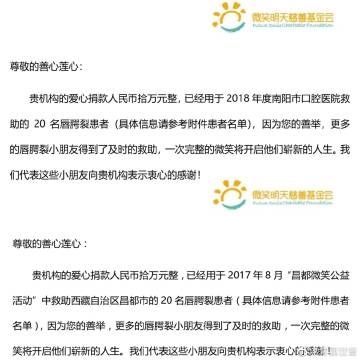 微笑明天慈善基金会
尊敬的善心莲心：
贵机构的爱心捐款人民币拾万元整，已经用于 2018 年度南阳市口腔医院救
助的 20 名唇腭裂患者（具体信息请参考附件患者名单），因为您的善举，更多
的唇腭裂小朋友得到了及时的救助，一次完整的微笑将开启他们崭新的人生。我
们代表这些小朋友向贵机构表示衷心的感谢！
微笑明天慈善基金会
尊敬的善心莲心：
贵机构的爱心捐款人民币拾万元整，已经用于 2017 年 8 月“昌都微笑公益
活动”中救助西藏自治区昌都市的 20 名唇腭裂患者（具体信息请参考附件患者
名单），因为您的善举，更多的唇腭裂小朋友得到了及时的救助，一次完整的微
笑将开启他们崭新的人生。我们代表这些小朋友向贵机构表示衷心的感谢！